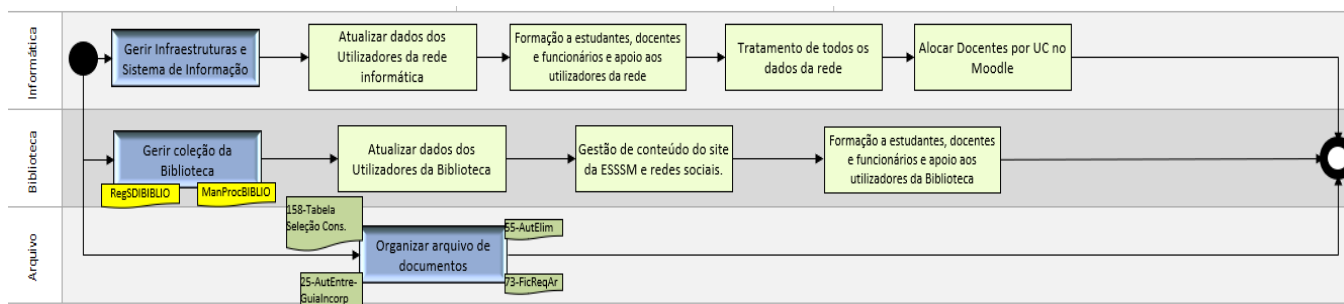 Informática
Gerir Infraestruturas e
Sistema de Informação
Atualizar dados dos
Utilizadores da rede
informática
Formação a estudantes, docentes
e funcionários e apoio aos
utilizadores da rede
Tratamento de todos os
dados da rede
Alocar Docentes por UC no
Moodle
Biblioteca
Gerir coleção da
Biblioteca
RegSDIBIBLIO
ManProcBIBLIO
Atualizar dados dos
Utilizadores da Biblioteca
Gestão de conteúdo do site
da ESSSM e redes sociais.
Formação a estudantes, docentes
e funcionários e apoio aos
utilizadores da Biblioteca
Arquivo
158-Tabela
Seleção Cons.
Organizar arquivo de
documentos
55-AutElim
25-AutEntre-
GuiaIncorp
73-FicReqAr